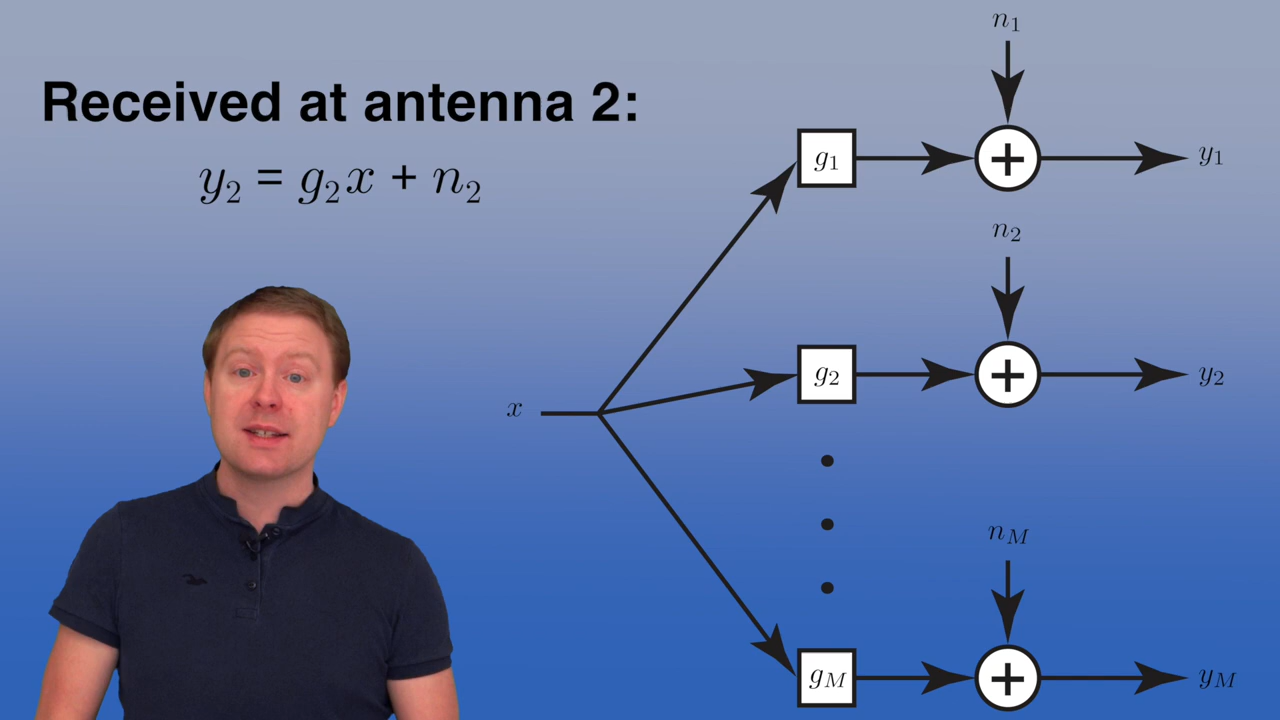 Received at antenna 2:
y₂ = g₂x + n₂
n₁
g₁
+
y₁
n₂
x
g₂
+
y₂
n_M
g_M
+
y_M